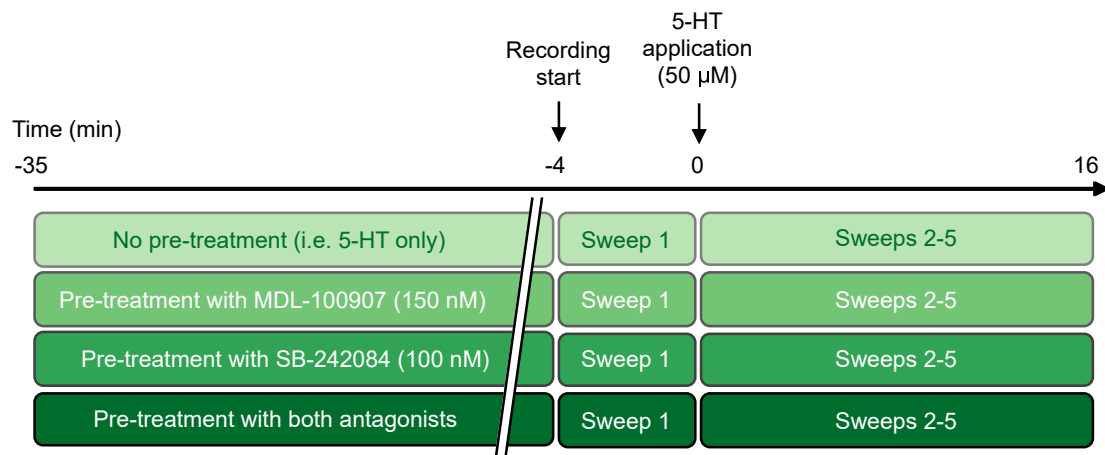 Recording
start
5-HT
application
(50 µM)
Time (min)
-35
-4
0
16
No pre-treatment (i.e. 5-HT only)
Sweep 1
Sweeps 2-5
Pre-treatment with MDL-100907 (150 nM)
Sweep 1
Sweeps 2-5
Pre-treatment with SB-242084 (100 nM)
Sweep 1
Sweeps 2-5
Pre-treatment with both antagonists
Sweep 1
Sweeps 2-5